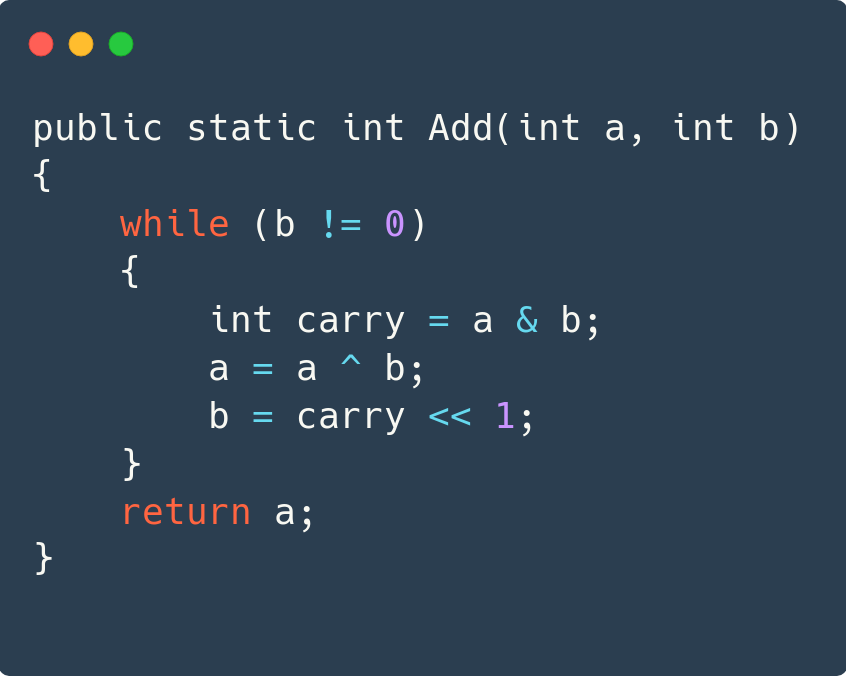 public static int Add(int a, int b)
{
    while (b != 0)
    {
        int carry = a & b;
        a = a ^ b;
        b = carry << 1;
    }
    return a;
}